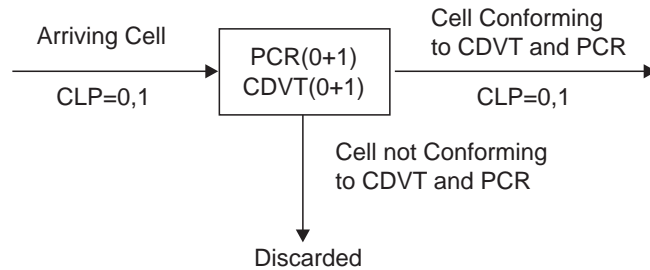 Arriving Cell
CLP=0,1
PCR(0+1)
CDVT(0+1)
Cell Conforming
to CDVT and PCR
CLP=0,1
Cell not Conforming
to CDVT and PCR
Discarded